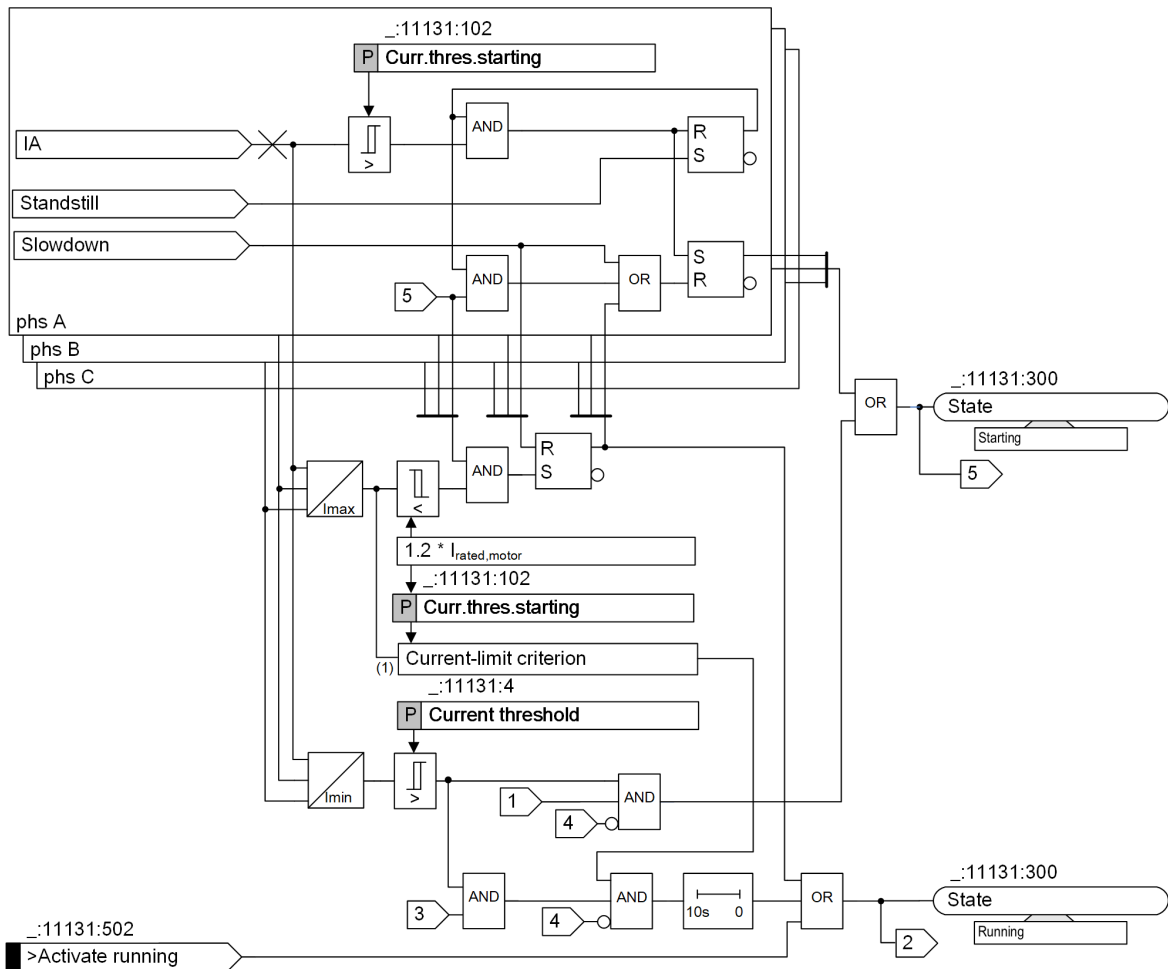 _:11131:102
P Curr.thres.starting
IA
>
AND
R
S
Standstill
Slowdown
5
AND
OR
S
R
phs A
phs B
phs C
_:11131:300
OR
State
Starting
5
Imax
<
AND
R
S
1.2 * Irated,motor
_:11131:102
P Curr.thres.starting
(1)
Current-limit criterion
_:11131:4
P Current threshold
Imin
>
1
4
AND
3
AND
4
AND
10s 0
OR
_:11131:300
State
Running
2
_:11131:502
>Activate running